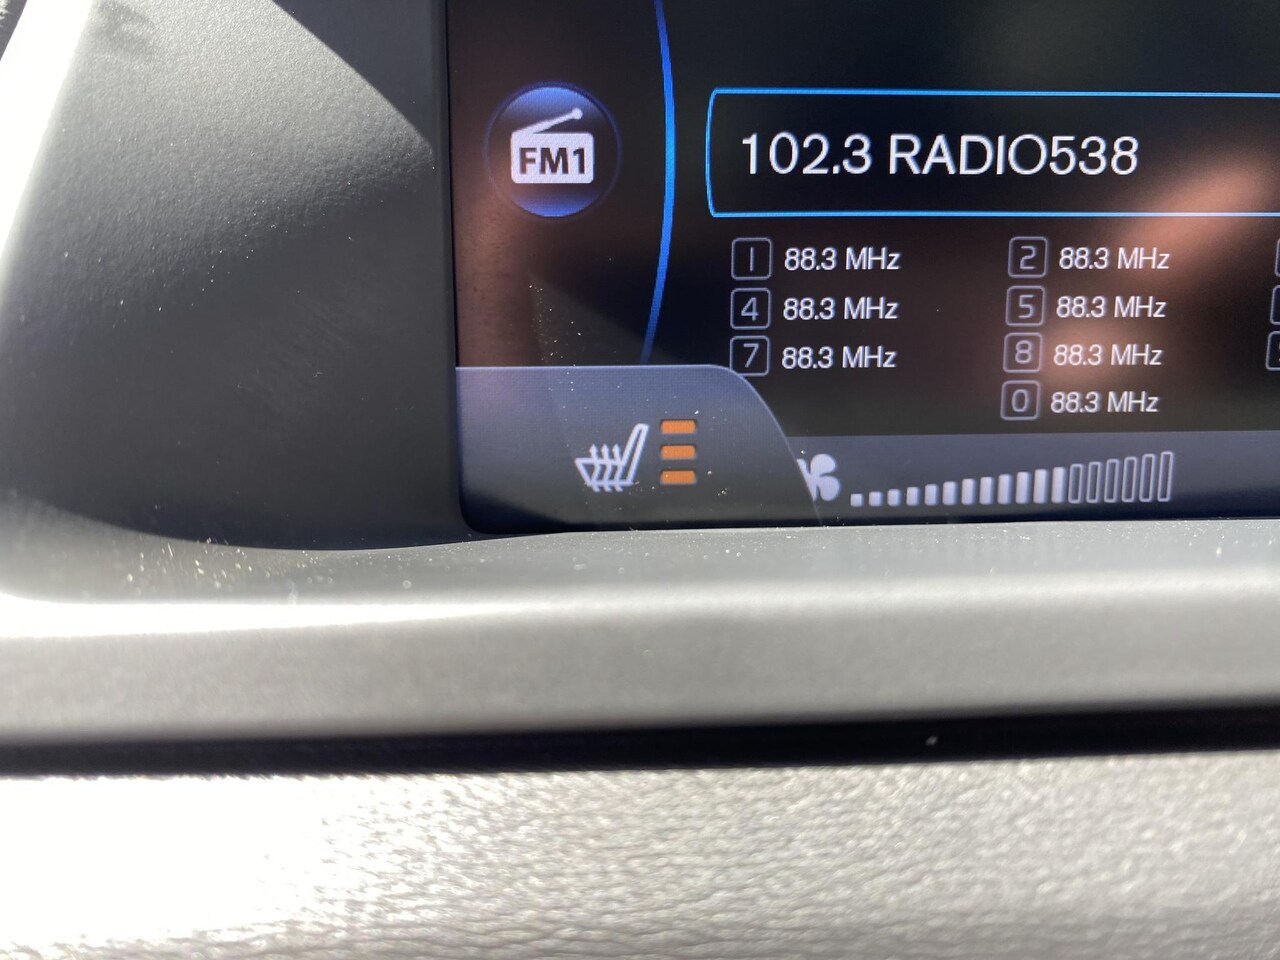 FM1
102.3 RADIO538
1 88.3 MHz 2 88.3 MHz
4 88.3 MHz 5 88.3 MHz
7 88.3 MHz 8 88.3 MHz
0 88.3 MHz